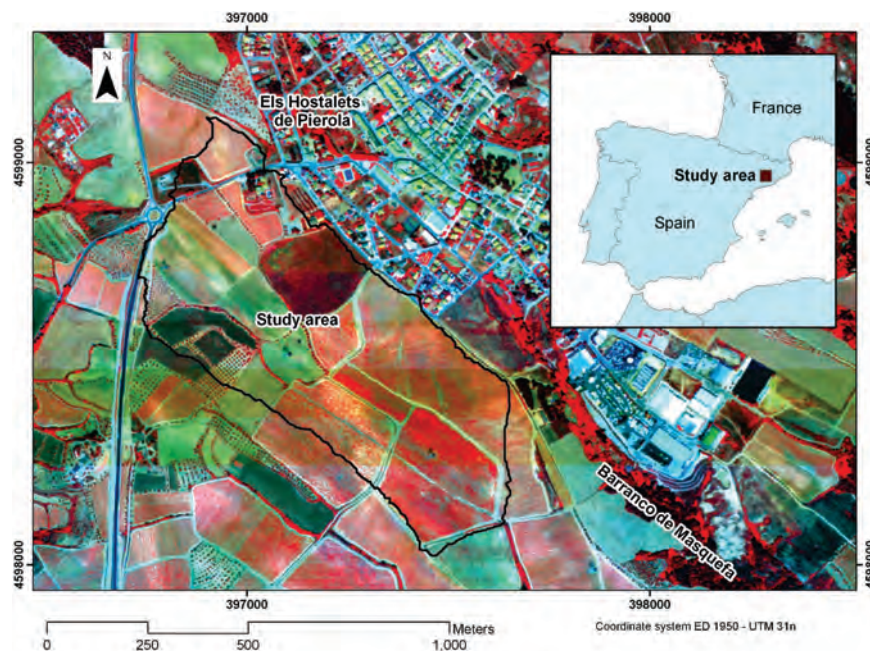 397000
398000
N
Els Hostalets
de Pierola
France
4599000
4599000
Study area
Spain
Study area
Barranco de Masquefa
4598000
4598000
397000
398000
Meters
0
250
500
1,000
Coordinate system ED 1950 - UTM 31n